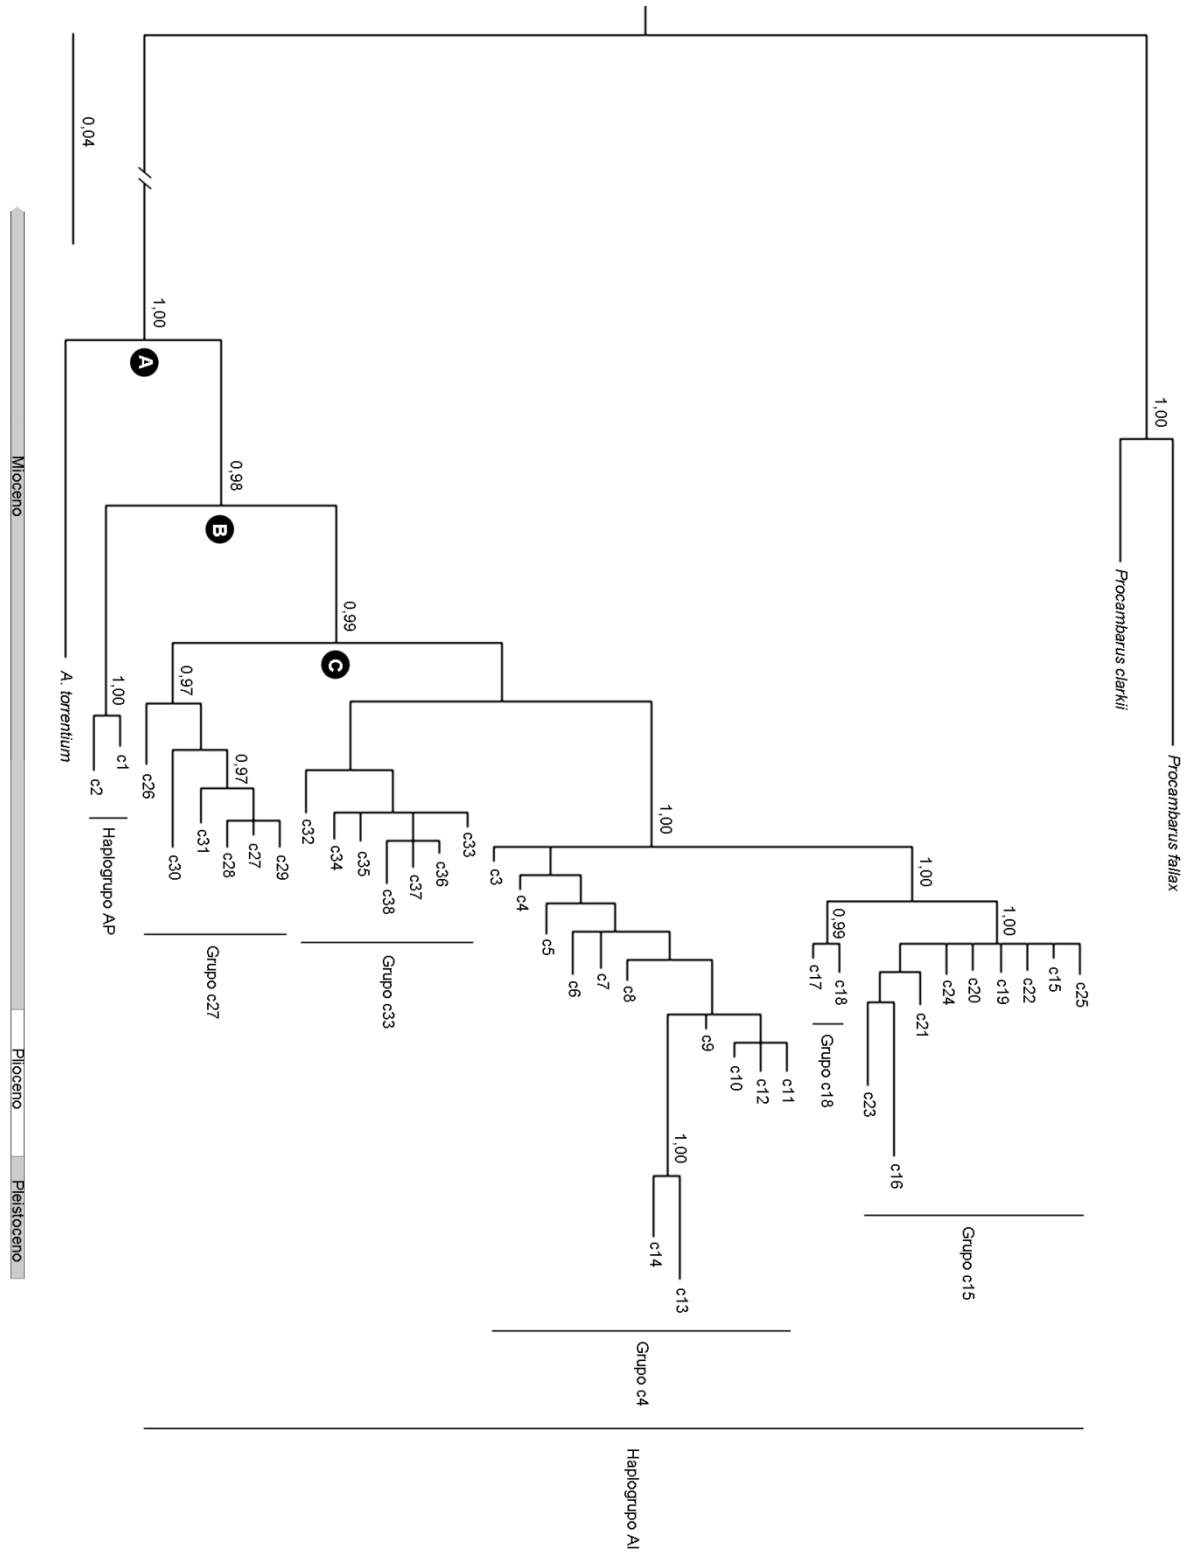 0,04
1,00
Procambarus fallax
Procambarus clarkii
1,00
A
0,98
B
0,99
C
1,00
1,00
1,00
c25
c15
c22
c19
c20
c24
c21
c16
c23
Grupo c15
0,99
c18
c17
Grupo c18
c11
c12
c10
c9
1,00
c13
c14
c8
c7
c6
c5
c4
c3
Grupo c4
c33
c36
c37
c38
c35
c34
c32
Grupo c33
0,97
0,97
c29
c27
c28
c31
c30
c26
Grupo c27
Haplogrupo AI
1,00
c1
c2
Haplogrupo AP
A. torrentium
Mioceno
Plioceno
Pleistoceno